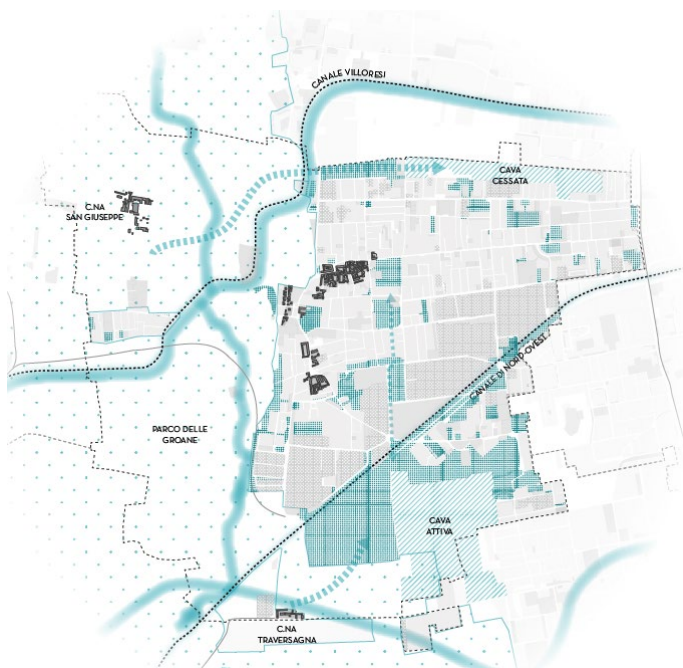 CANALE VILLORESI
CAVA
CESSATA
C.NA
SAN GIUSEPPE
CANALE DI NORD-OVEST
PARCO DELLE
GROANE
CAVA
ATTIVA
C.NA
TRAVERSAGNA